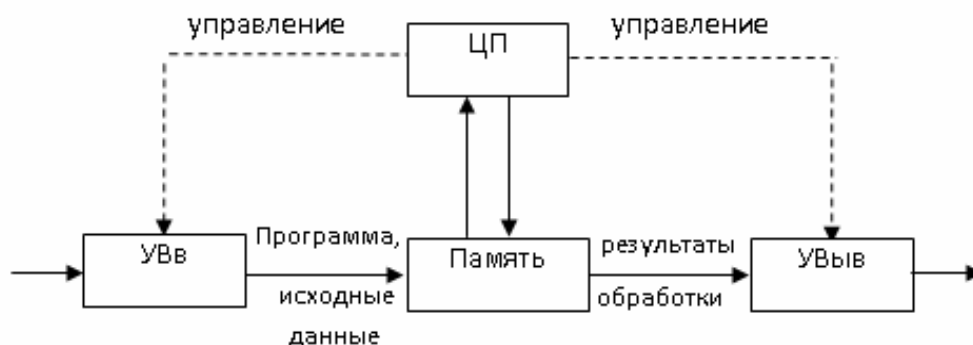 управление
ЦП
управление
УВв
Программа,
исходные
данные
Память
результаты
обработки
УВыв